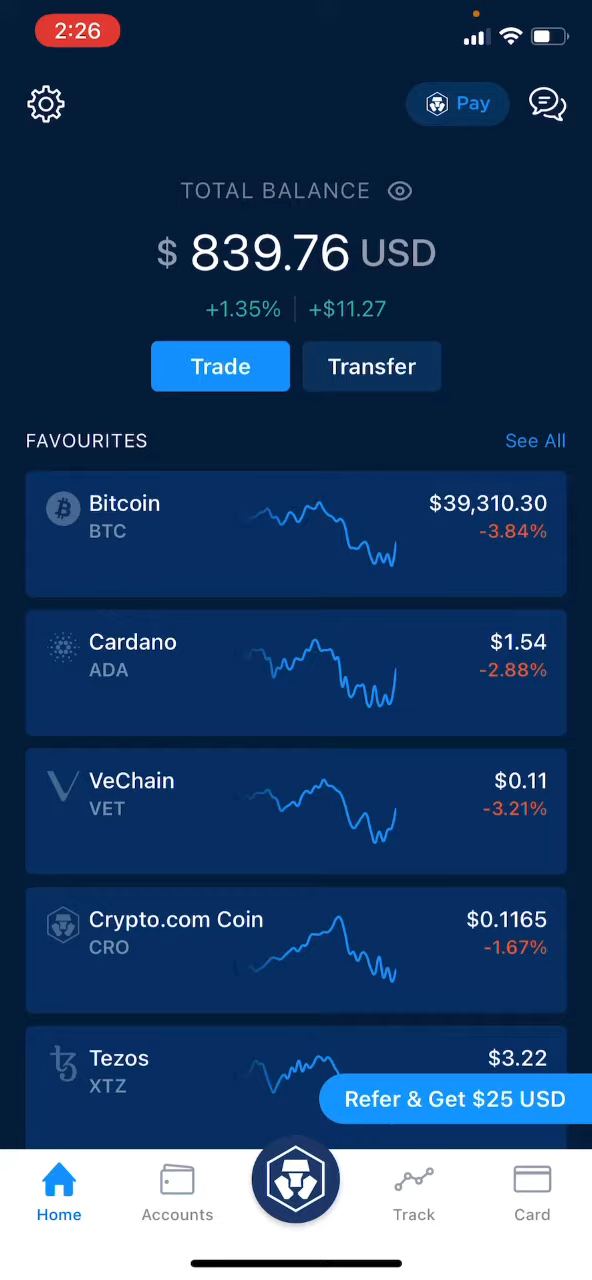 2:26
Pay
TOTAL BALANCE
$ 839.76 USD
+1.35% +$11.27
Trade Transfer
FAVOURITES See All
Bitcoin $39,310.30
BTC -3.84%
Cardano $1.54
ADA -2.88%
VeChain $0.11
VET -3.21%
Crypto.com Coin $0.1165
CRO -1.67%
Tezos $3.22
XTZ
Refer & Get $25 USD
Home Accounts Track Card